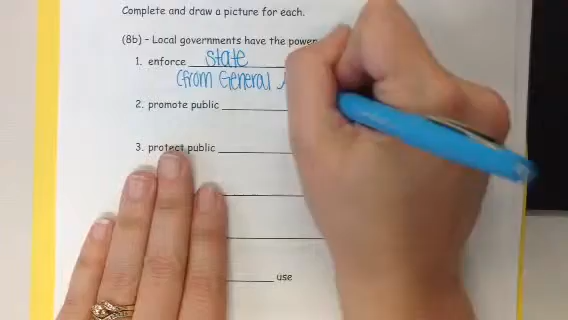 Complete and draw a picture for each.
(8b) – Local governments have the power
1. enforce state
(from General
2. promote public
3. protect public
use